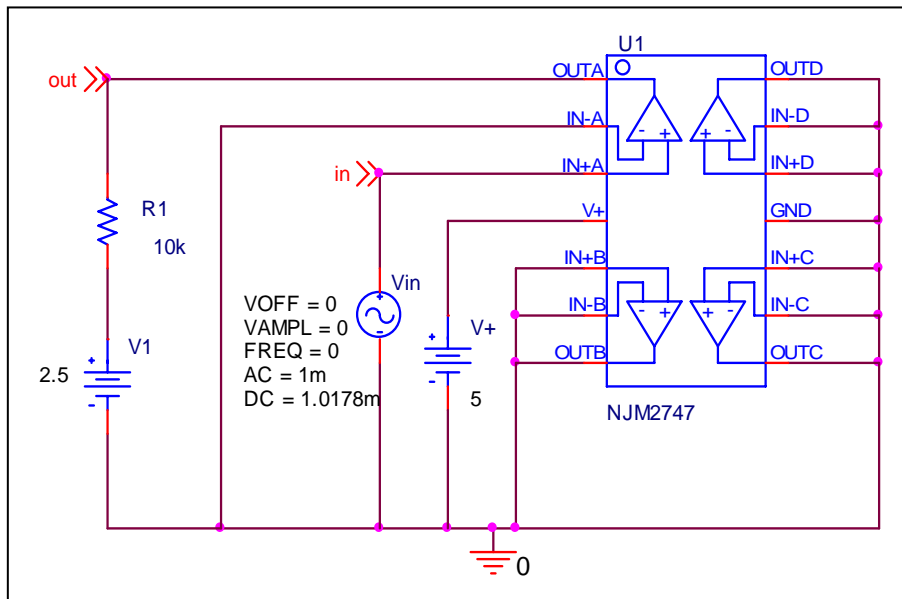 U1
out
OUTA
OUTD
IN-A
IN-D
in
IN+A
IN+D
R1
10k
V+
GND
IN+B
IN+C
Vin
VOFF = 0
VAMPL = 0
FREQ = 0
AC = 1m
DC = 1.0178m
IN-B
IN-C
V+
V1
OUTB
OUTC
2.5
5
NJM2747
0
+
-
+
-
+
-
-
+
+
-
+
-
+
-
+
-